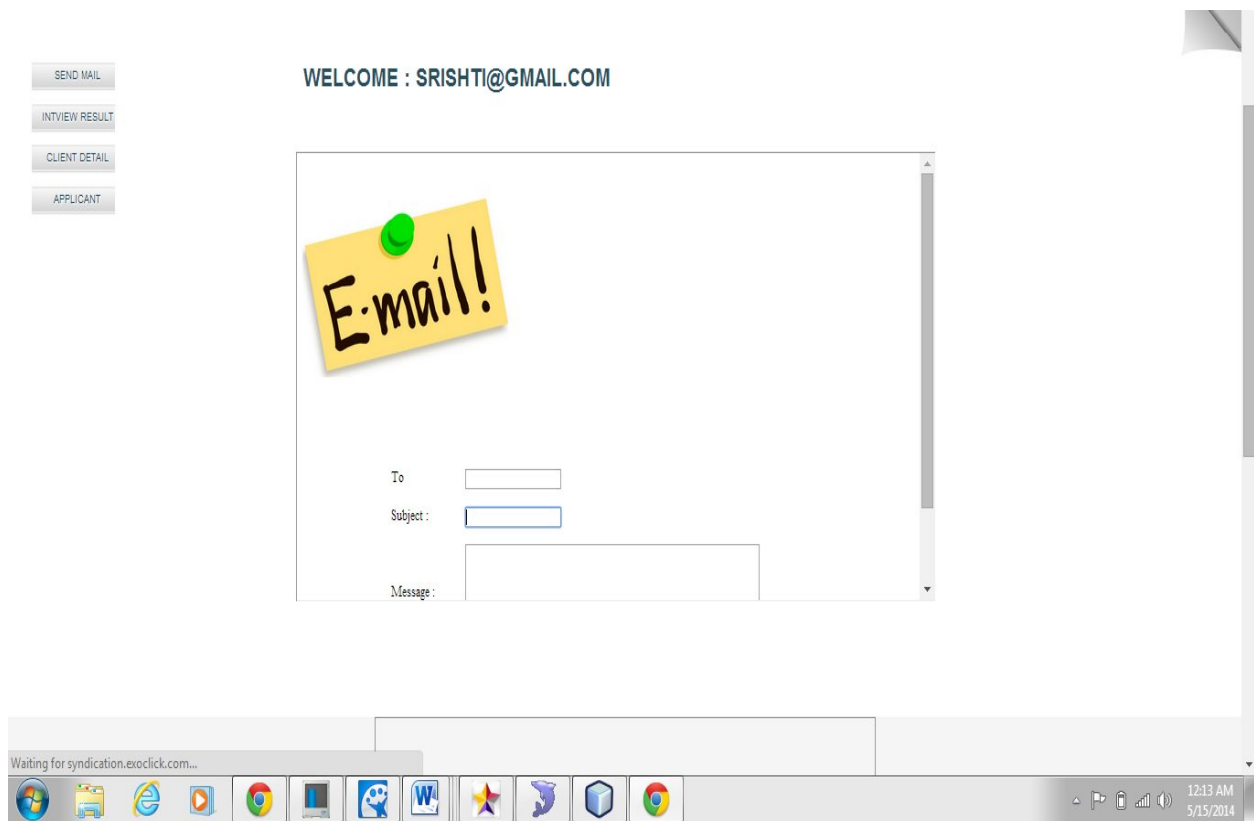 SEND MAIL
WELCOME : SRISHTI@GMAIL.COM
INTVIEW RESULT
CLIENT DETAIL
APPLICANT
E-mail!
To
Subject :
Message :
Waiting for syndication.exoclick.com...
W
12:13 AM
5/15/2014